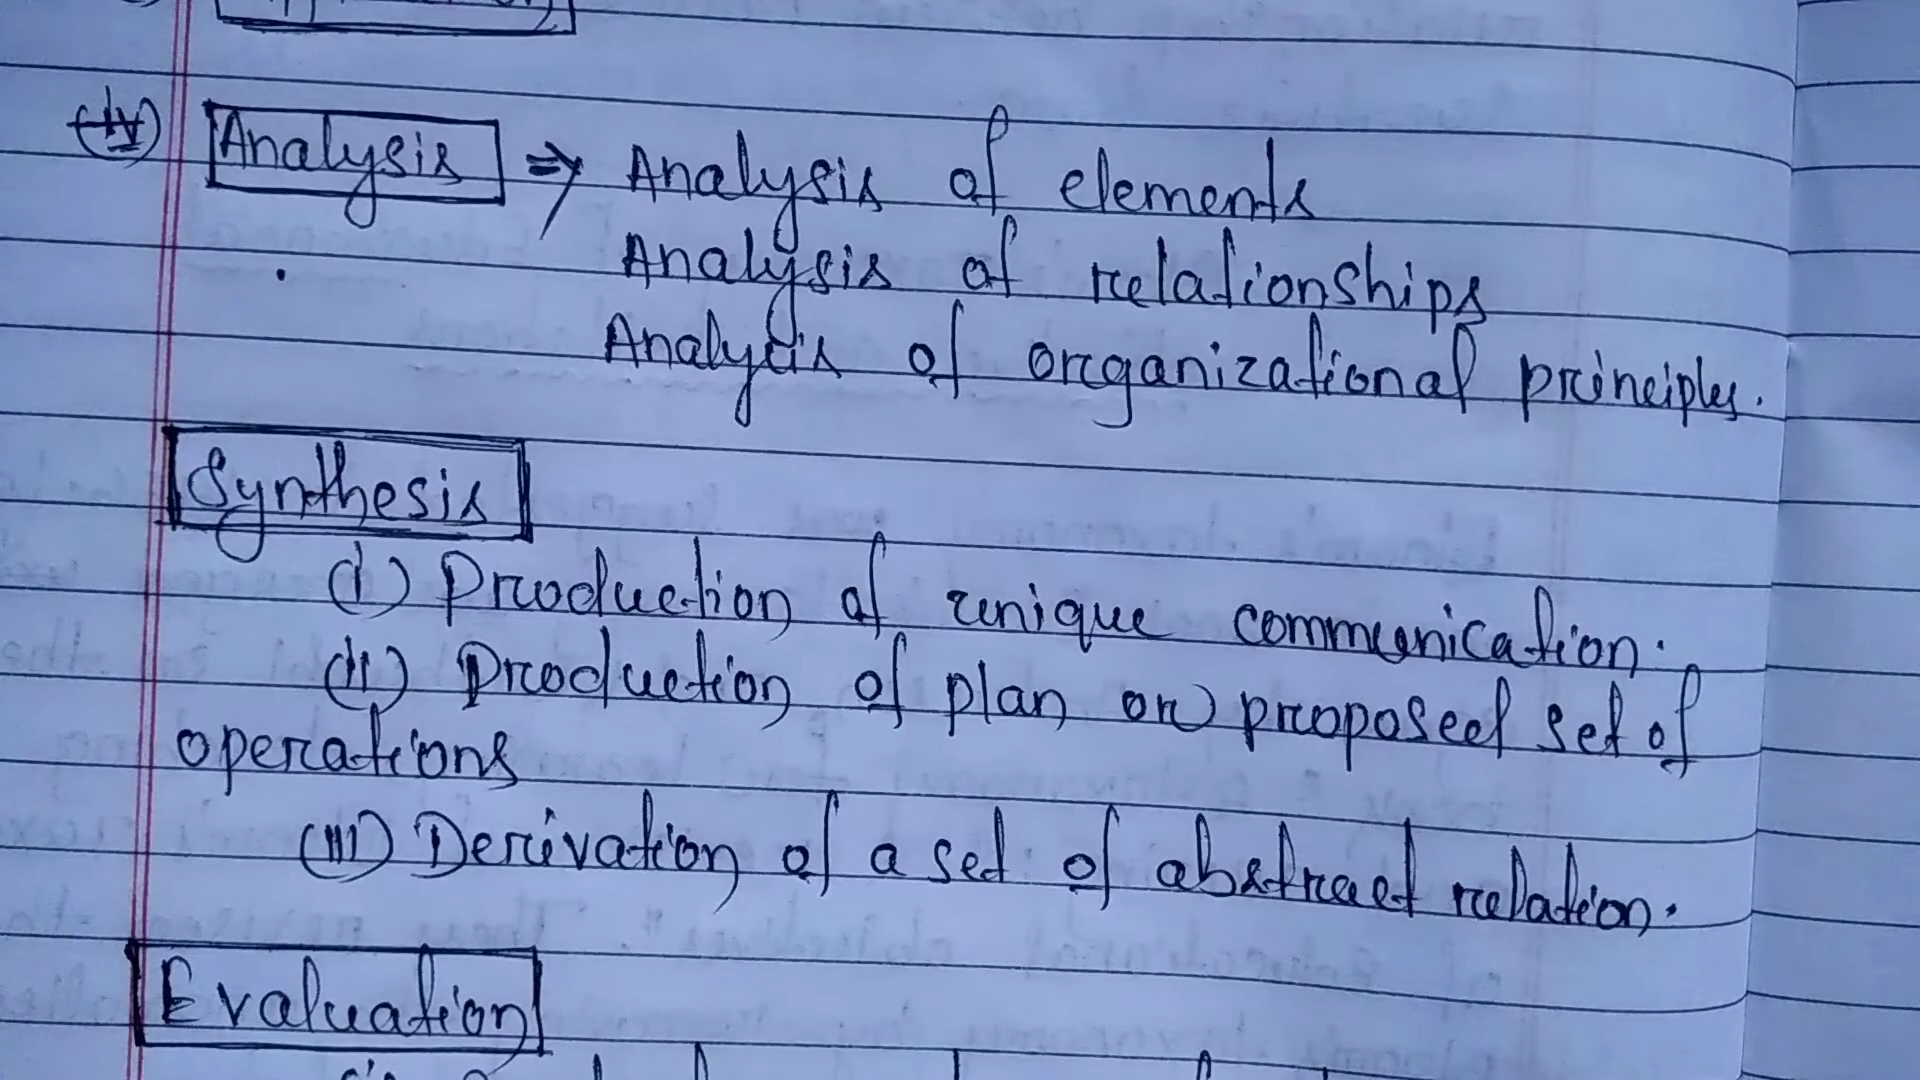 (iv) Analysis ⇒ Analysis of elements
Analysis of relationships
Analysis of organizational principles.
Synthesis
(i) Production of unique communication.
(ii) Production of plan or proposed set of
operations
(iii) Derivation of a set of abstract relation.
Evaluation